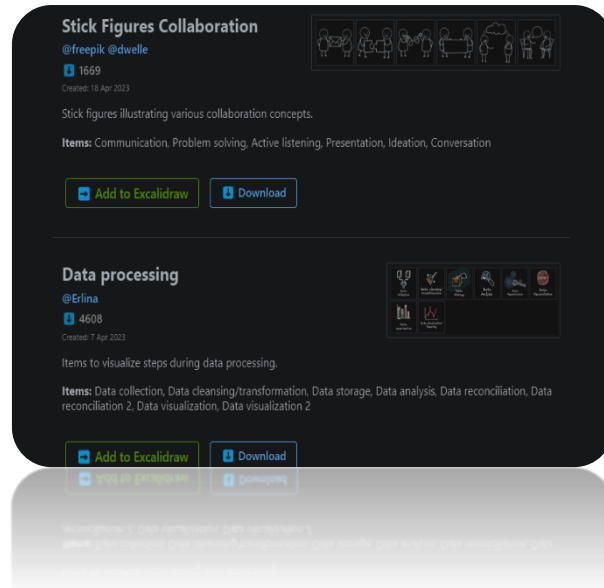 Stick Figures Collaboration
@freepik @dwelle
1669
Created: 18 Apr 2023
Stick figures illustrating various collaboration concepts.
Items: Communication, Problem solving, Active listening, Presentation, Ideation, Conversation
Add to Excalidraw
Download
Data processing
@Erlina
4608
Created: 7 Apr 2023
Items to visualize steps during data processing.
Items: Data collection, Data cleansing/transformation, Data storage, Data analysis, Data reconciliation, Data
reconciliation 2, Data visualization, Data visualization 2
Add to Excalidraw
Download